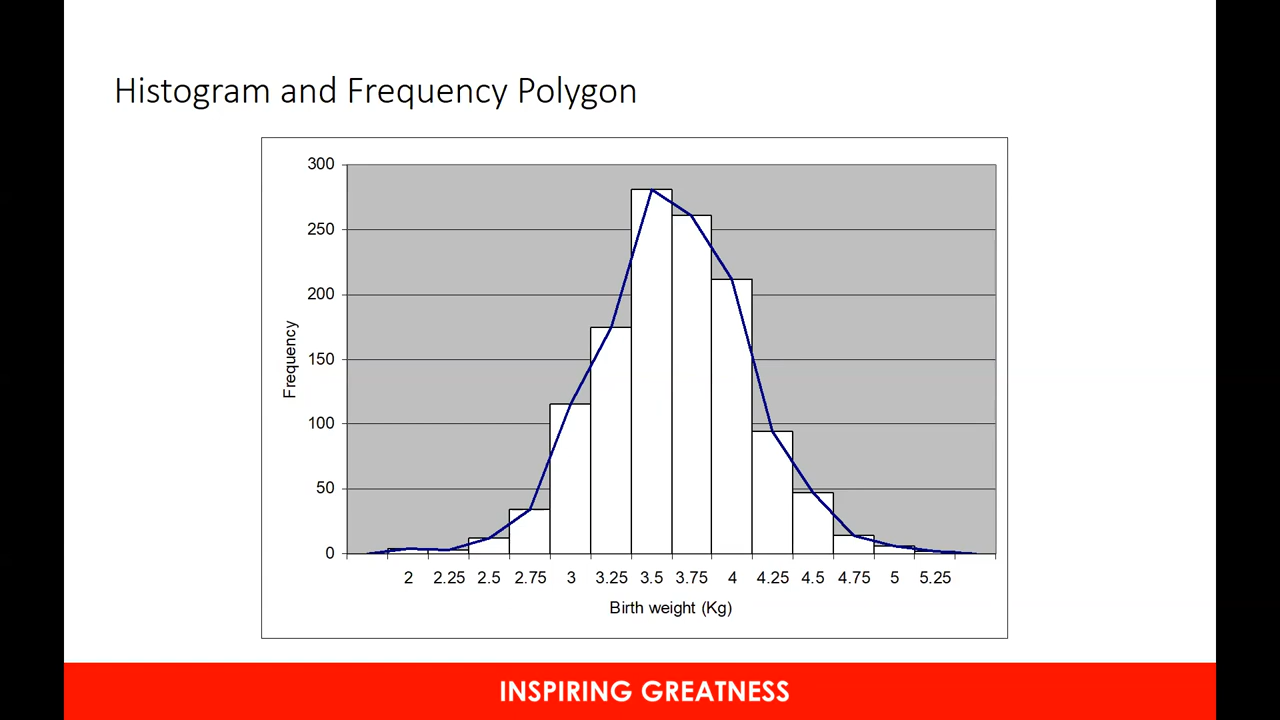 Histogram and Frequency Polygon
300
250
200
150
100
50
0
Frequency
2 2.25 2.5 2.75 3 3.25 3.5 3.75 4 4.25 4.5 4.75 5 5.25
Birth weight (Kg)
INSPIRING GREATNESS